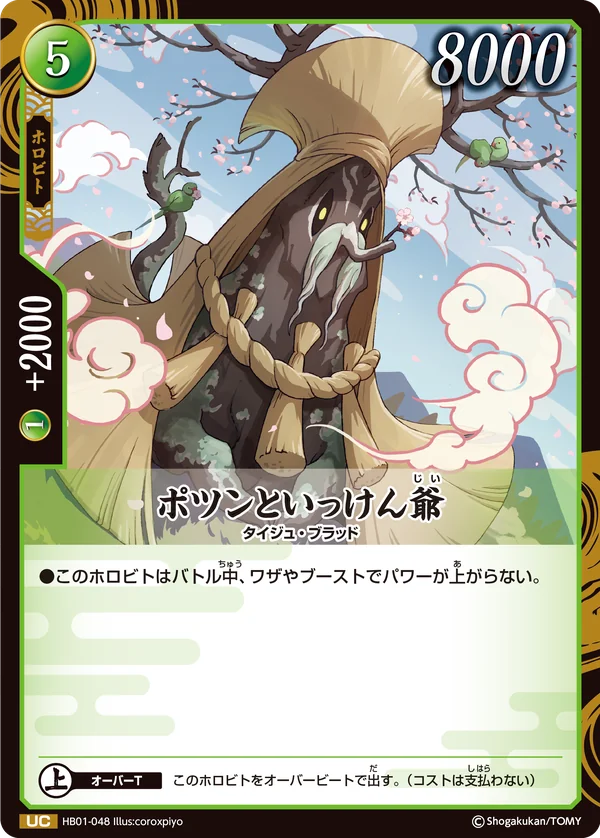 5
8000
ホロビト
+2000
1
ポツンといっけん爺
じい
タイジュ・ブラッド
●このホロビトはバトル中、ワザやブーストでパワーが上がらない。
ちゅう
あ
上 オーバーT このホロビトをオーバービートで出す。（コストは支払わない）
だ
しはら
UC HB01-048 Illus:coroxpiyo
©Shogakukan/TOMY